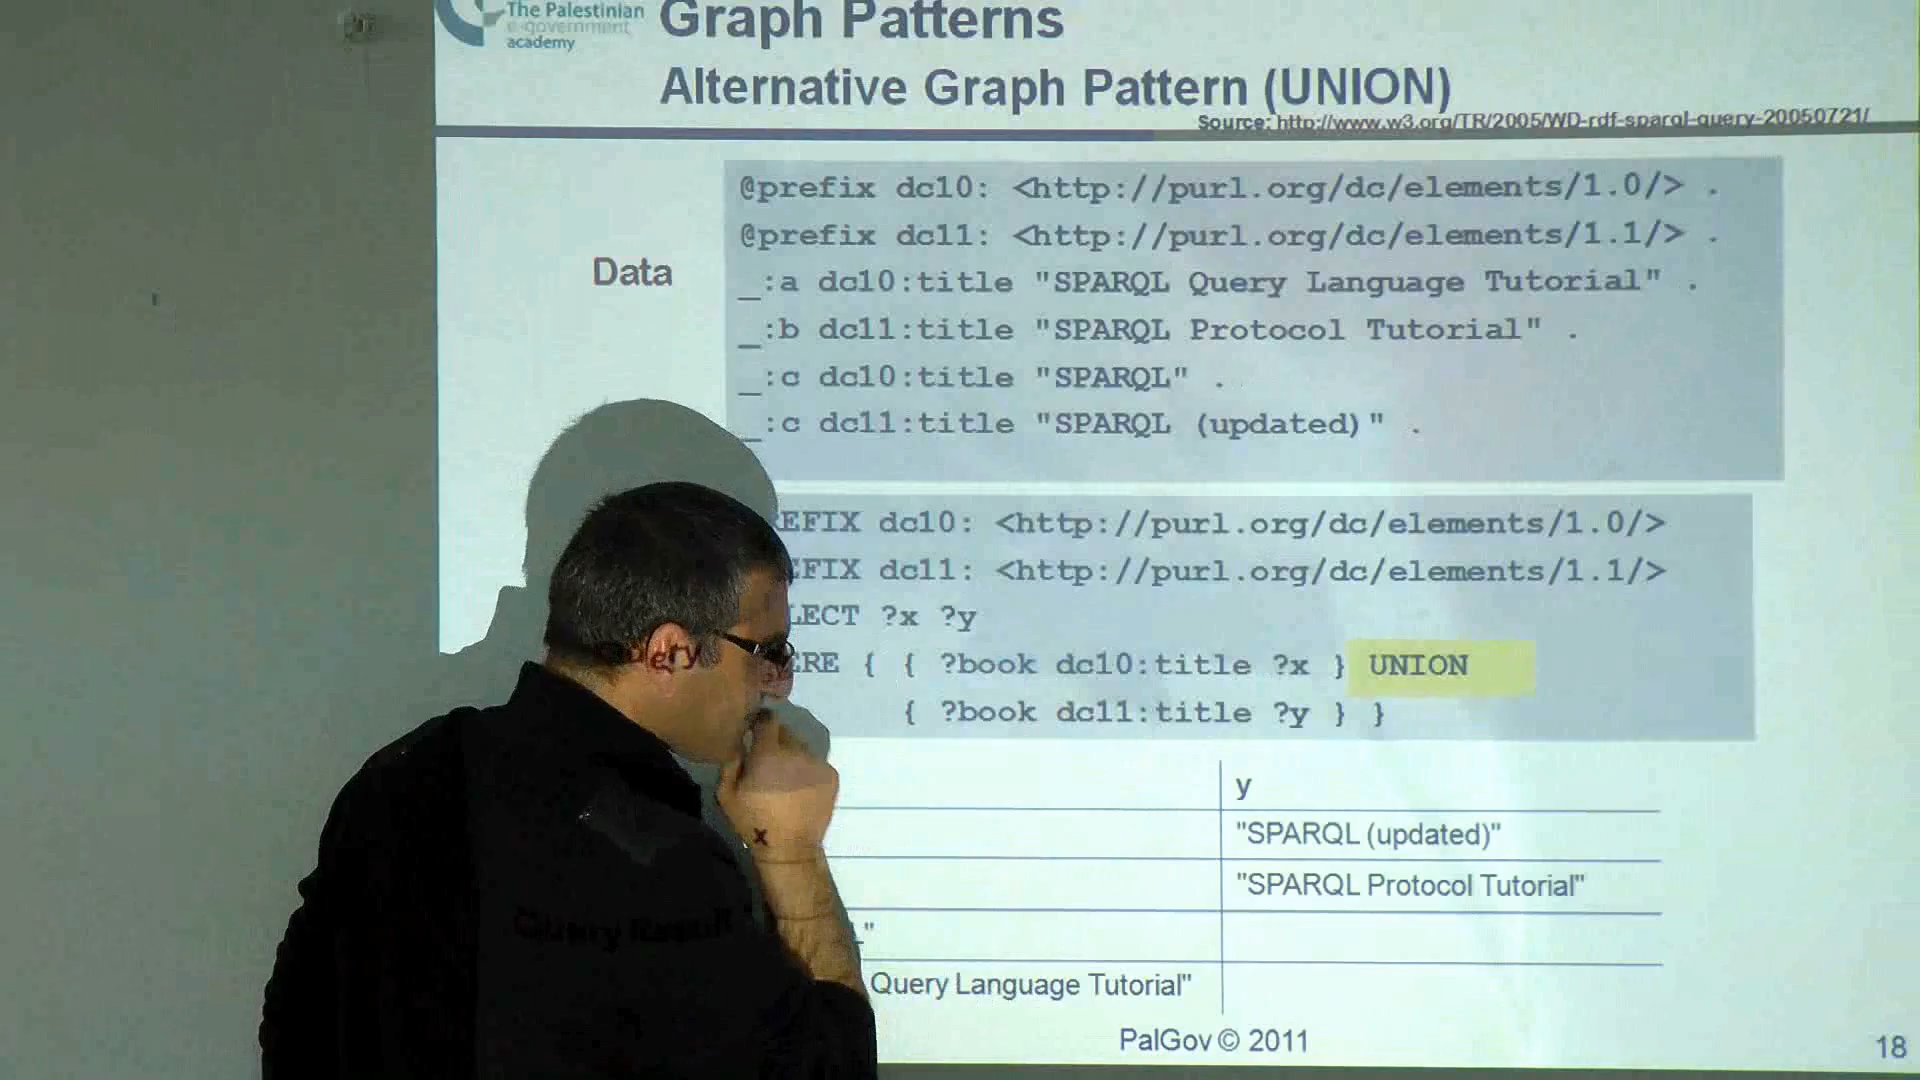 The Palestinian
e-government
academy
Graph Patterns
Alternative Graph Pattern (UNION)
Source: http://www.w3.org/TR/2005/WD-rdf-sparql-query-20050721/
Data
@prefix dc10: <http://purl.org/dc/elements/1.0/> .
@prefix dc11: <http://purl.org/dc/elements/1.1/> .
_:a dc10:title "SPARQL Query Language Tutorial" .
_:b dc11:title "SPARQL Protocol Tutorial" .
_:c dc10:title "SPARQL" .
_:c dc11:title "SPARQL (updated)" .
Query
EFIX dc10: <http://purl.org/dc/elements/1.0/>
EFIX dc11: <http://purl.org/dc/elements/1.1/>
LECT ?x ?y
ERE { { ?book dc10:title ?x } UNION
{ ?book dc11:title ?y } }
Query Result
x y
"SPARQL (updated)"
"SPARQL Protocol Tutorial"
"
Query Language Tutorial"
PalGov © 2011
18